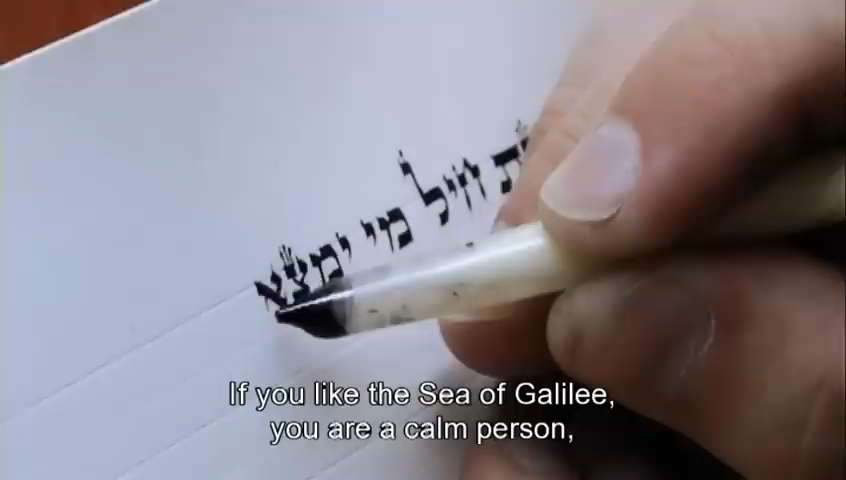 ת חיל מי ימצא
If you like the Sea of Galilee,
you are a calm person,